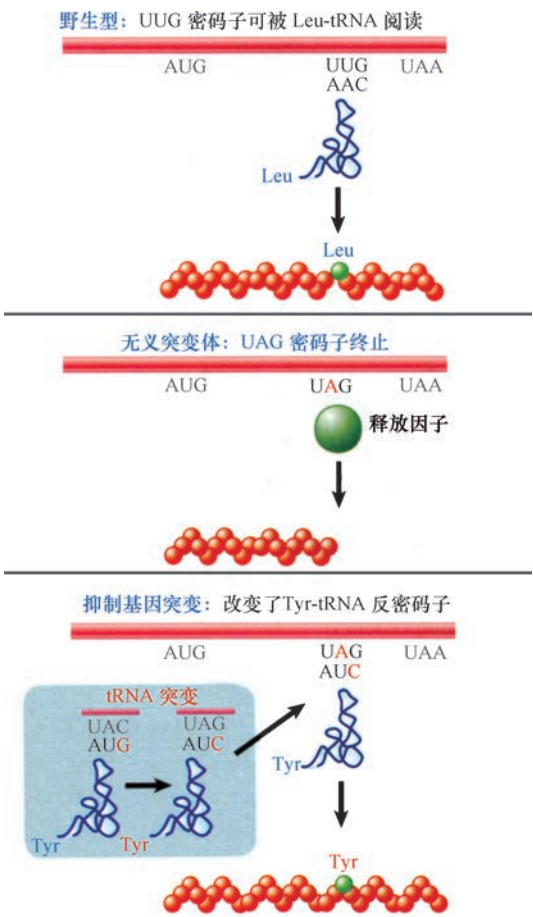 野生型：UUG 密码子可被 Leu-tRNA 阅读
AUG UUG UAA
AAC
Leu
Leu
无义突变体：UAG 密码子终止
AUG UAG UAA
释放因子
抑制基因突变：改变了Tyr-tRNA 反密码子
AUG UAG UAA
AUC
tRNA 突变
UAC UAG
AUG AUC
Tyr
Tyr Tyr
Tyr